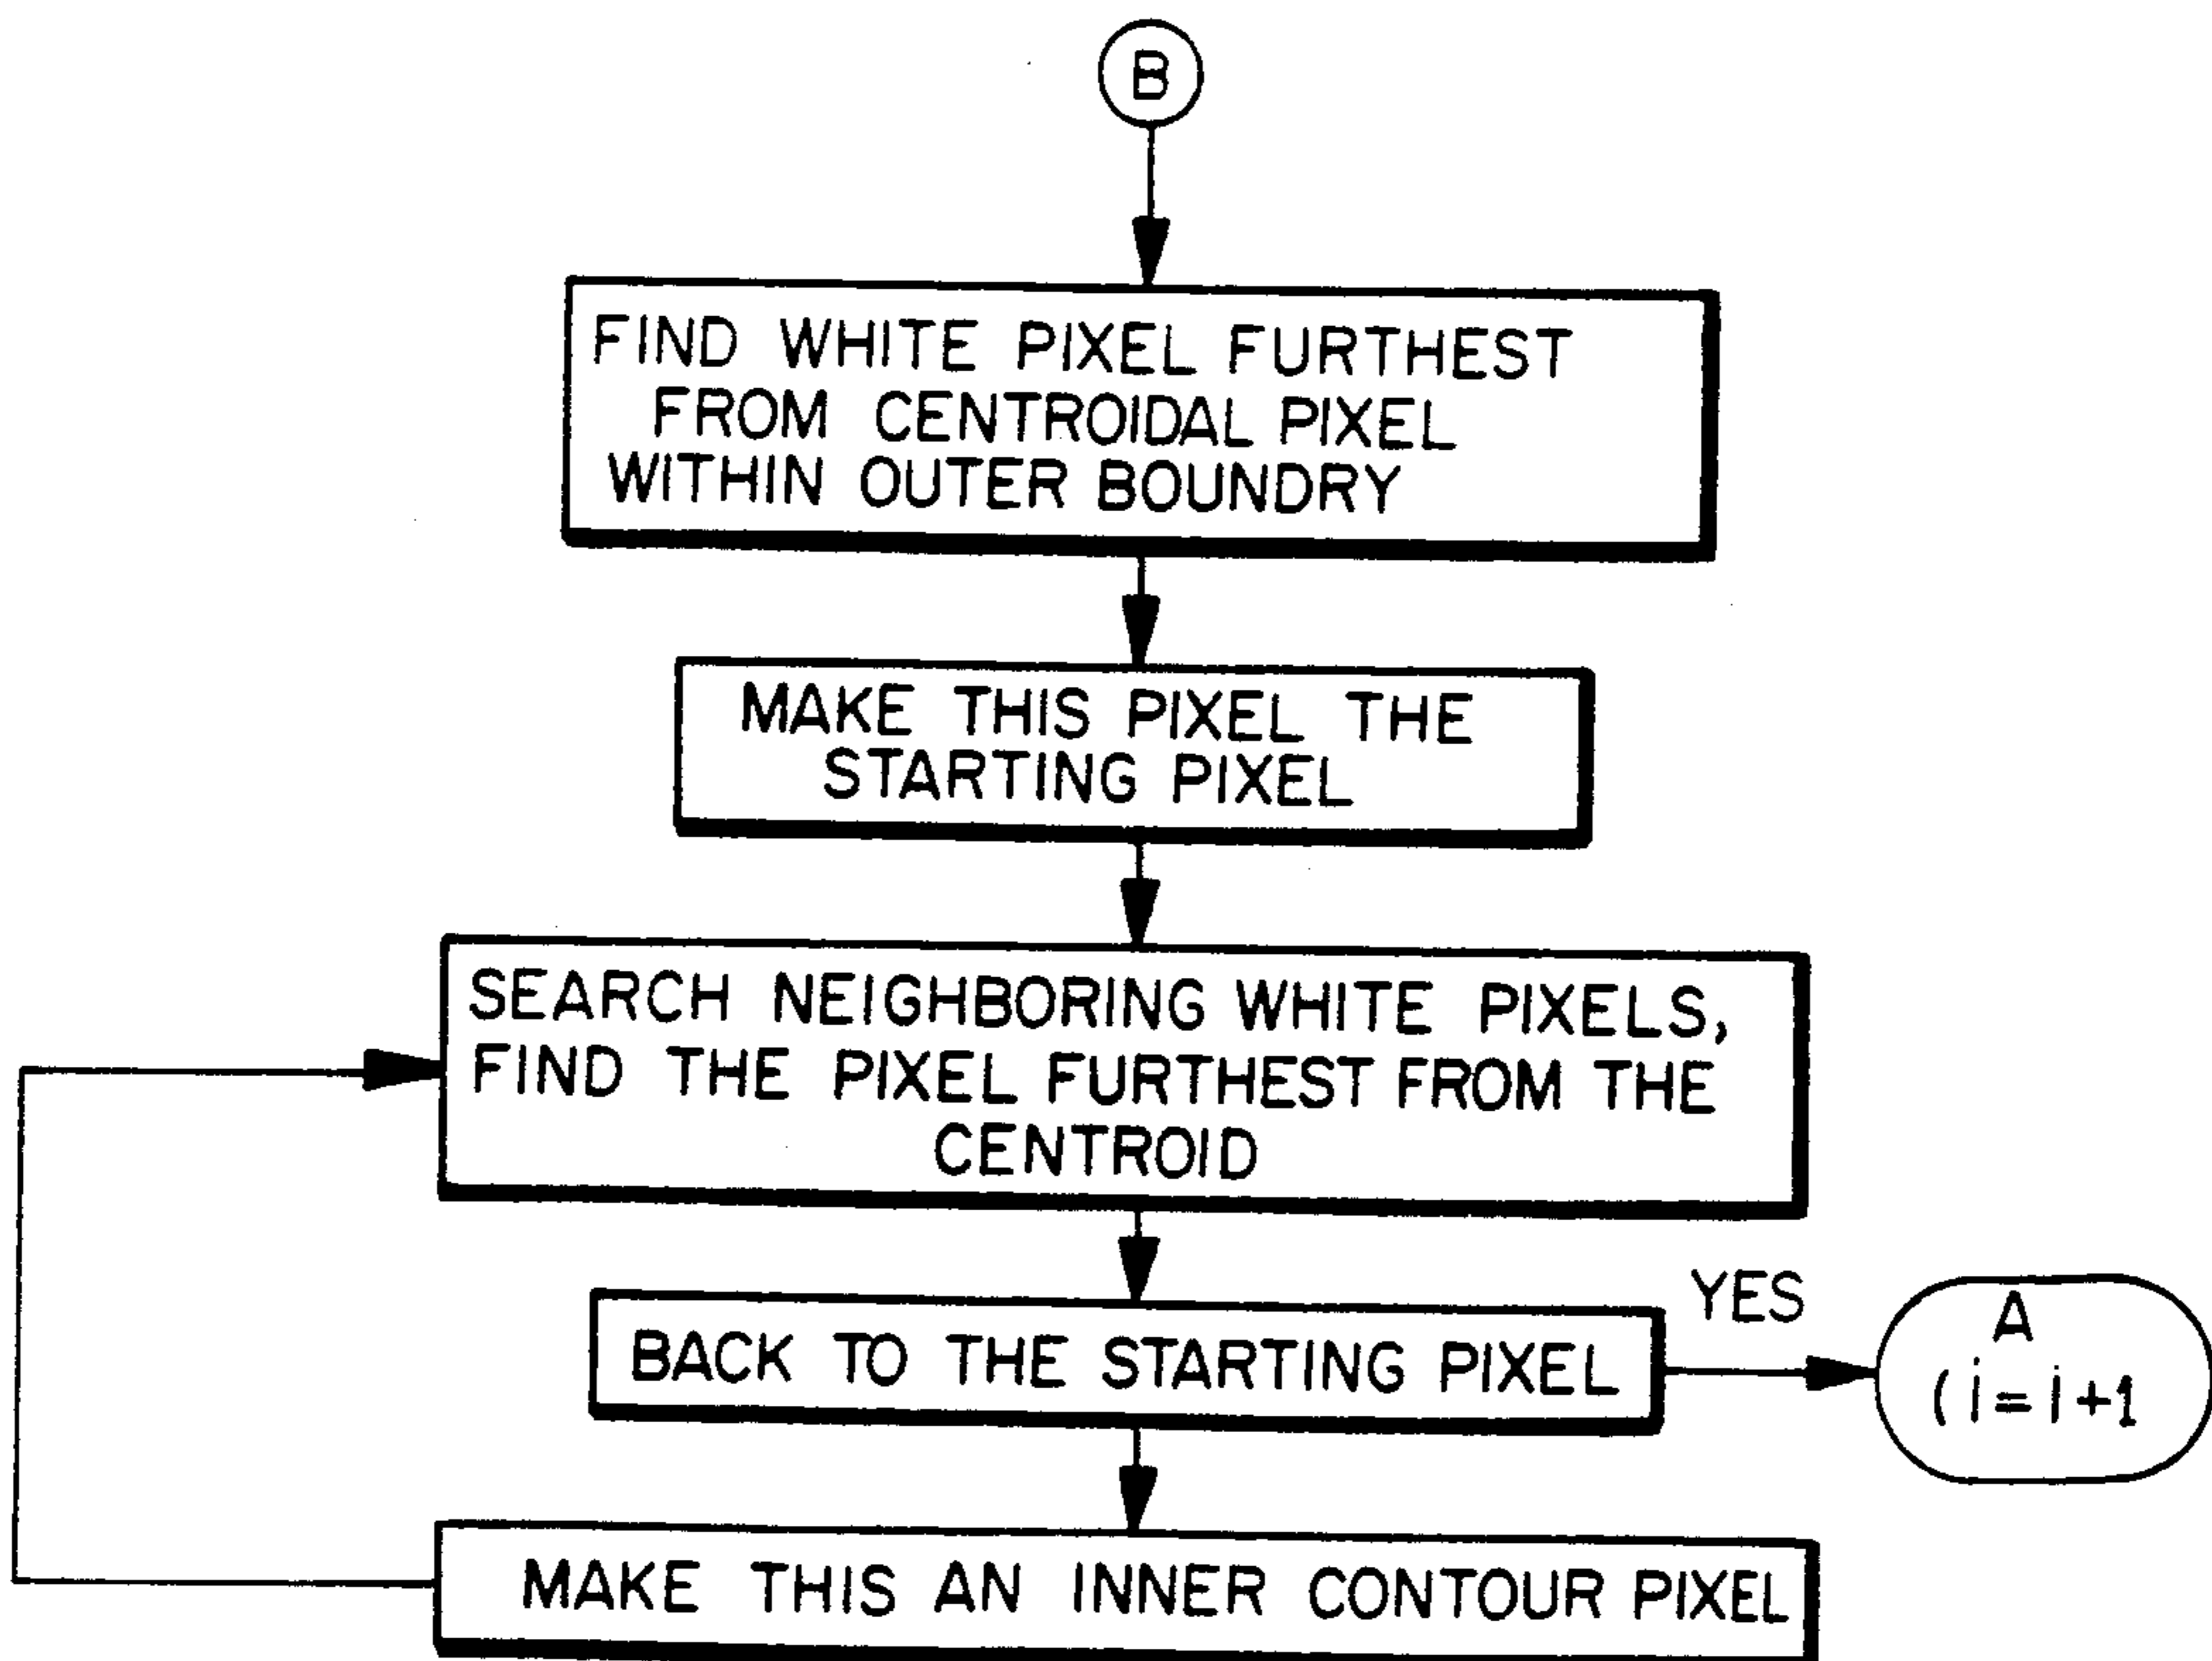 B
FIND WHITE PIXEL FURTHEST
FROM CENTROIDAL PIXEL
WITHIN OUTER BOUNDRY
MAKE THIS PIXEL THE
STARTING PIXEL
SEARCH NEIGHBORING WHITE PIXELS,
FIND THE PIXEL FURTHEST FROM THE
CENTROID
BACK TO THE STARTING PIXEL
YES
A
( i = i +1
MAKE THIS AN INNER CONTOUR PIXEL